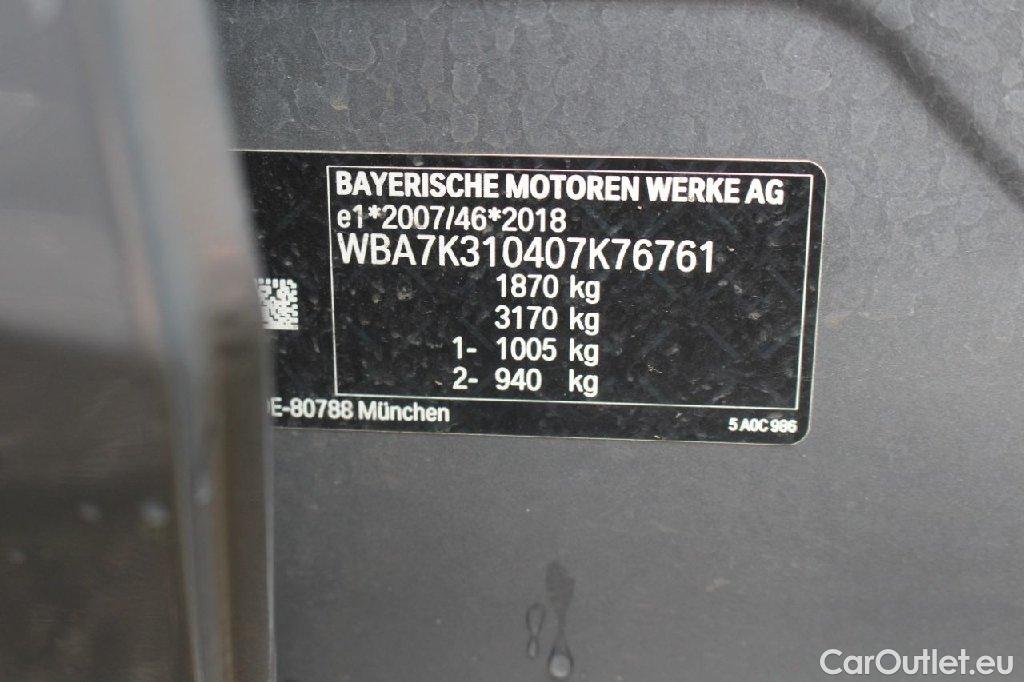 BAYERISCHE MOTOREN WERKE AG
e1*2007/46*2018
WBA7K310407K76761
1870 kg
3170 kg
1- 1005 kg
2- 940 kg
DE-80788 München
5 A0C 986
CarOutlet.eu